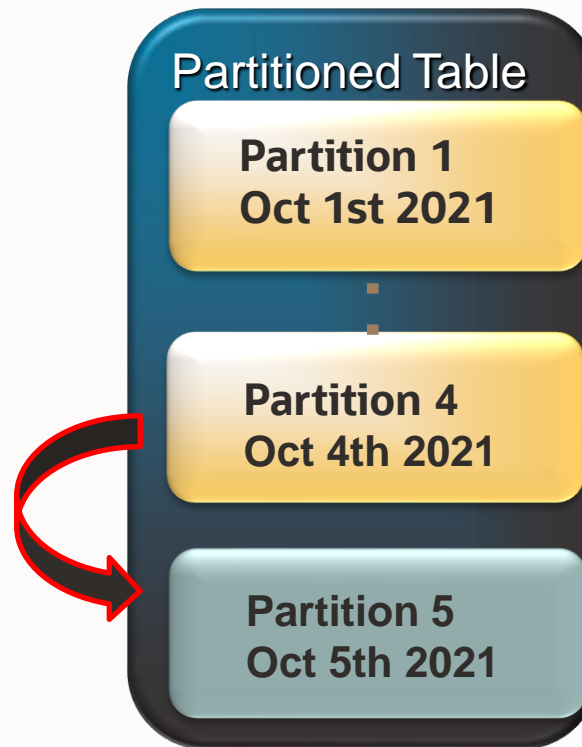 Partitioned Table
Partition 1
Oct 1st 2021
Partition 4
Oct 4th 2021
Partition 5
Oct 5th 2021